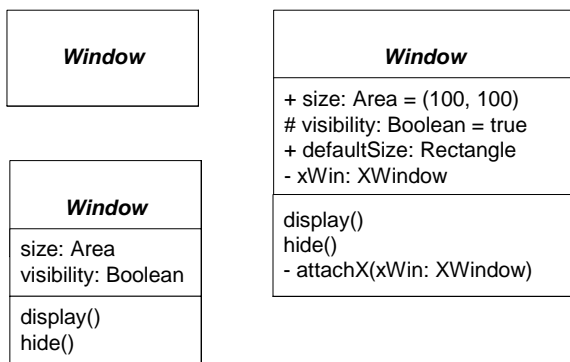 Window
Window
size: Area
visibility: Boolean
display()
hide()
Window
+ size: Area = (100, 100)
# visibility: Boolean = true
+ defaultSize: Rectangle
- xWin: XWindow
display()
hide()
- attachX(xWin: XWindow)